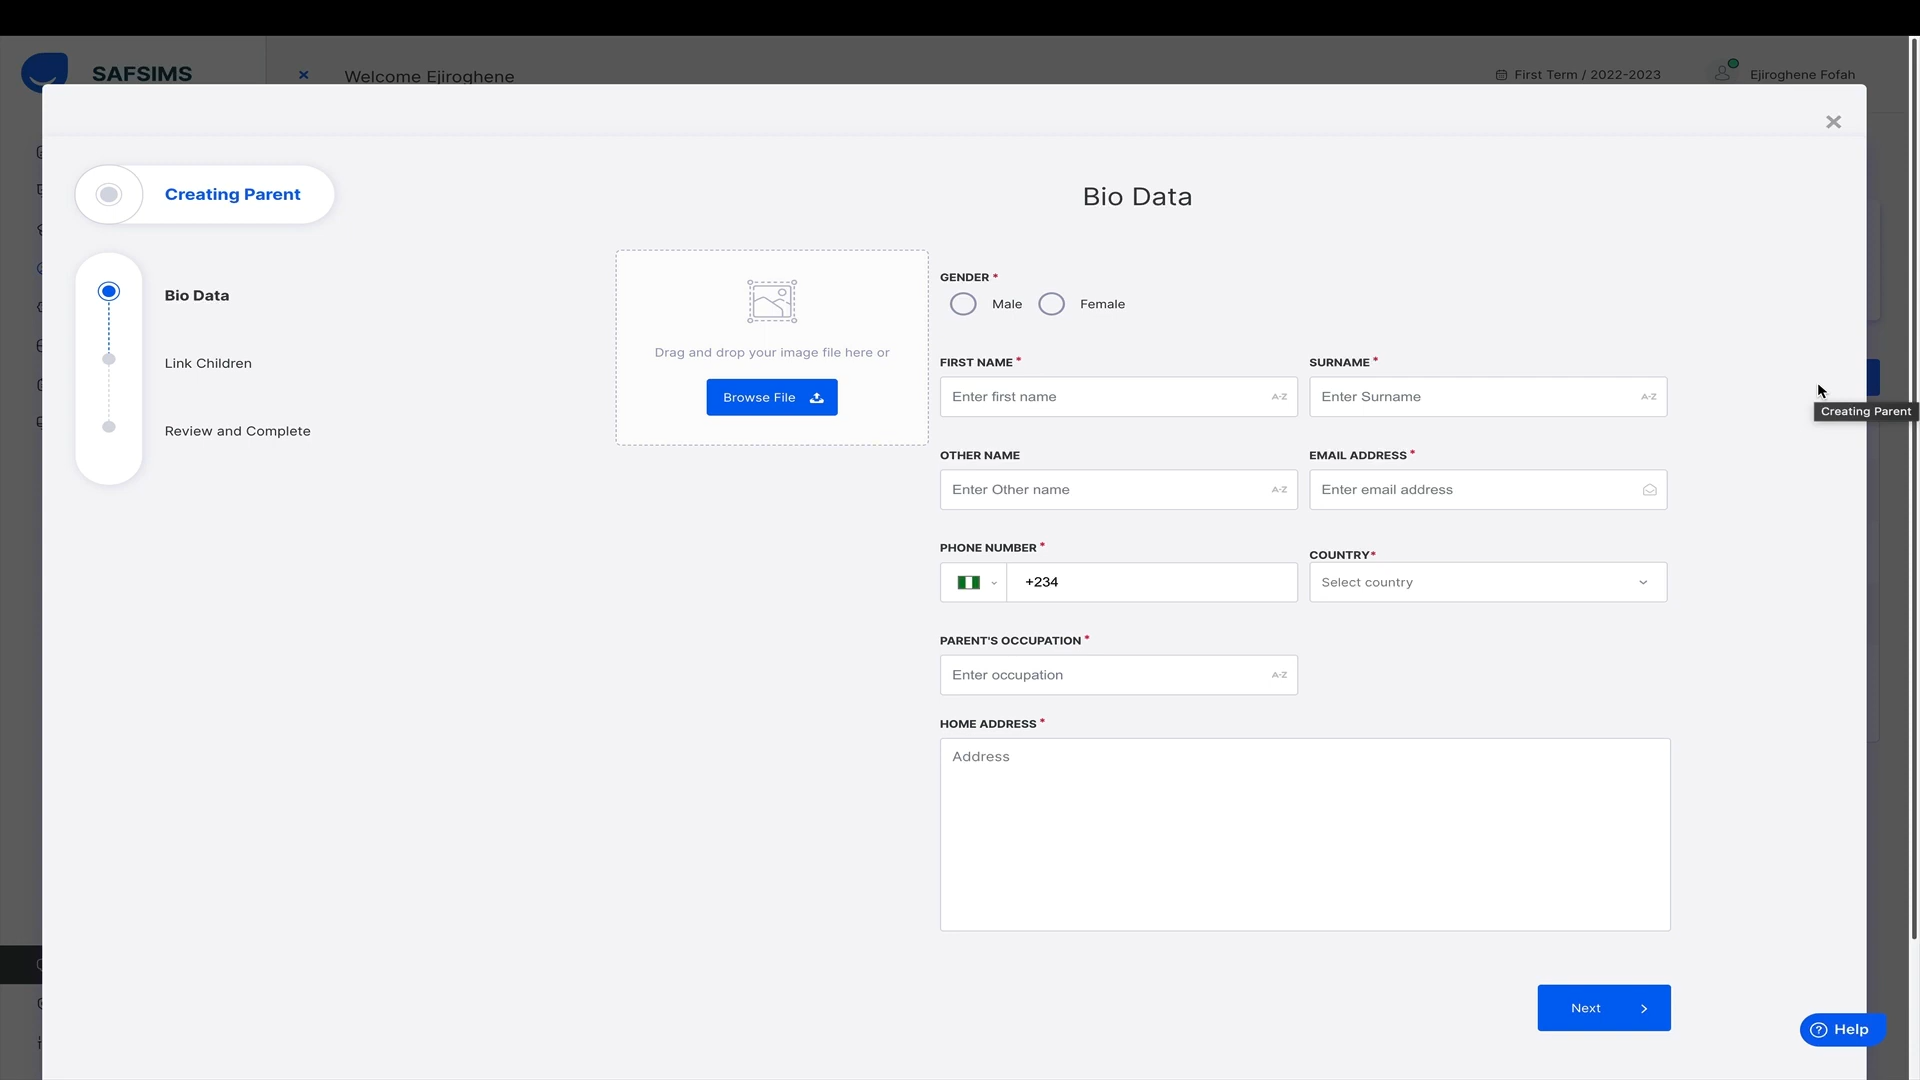 SAFSIMS
Welcome Ejiroghene
First Term / 2022-2023
Ejiroghene Fofah
Creating Parent
Bio Data
Link Children
Review and Complete
Bio Data
Drag and drop your image file here or
Browse File
GENDER *
Male Female
FIRST NAME * SURNAME *
Enter first name A-Z Enter Surname A-Z
OTHER NAME EMAIL ADDRESS *
Enter Other name A-Z Enter email address
PHONE NUMBER * COUNTRY*
+234 Select country
PARENT'S OCCUPATION *
Enter occupation A-Z
HOME ADDRESS *
Address
Next
Creating Parent
? Help